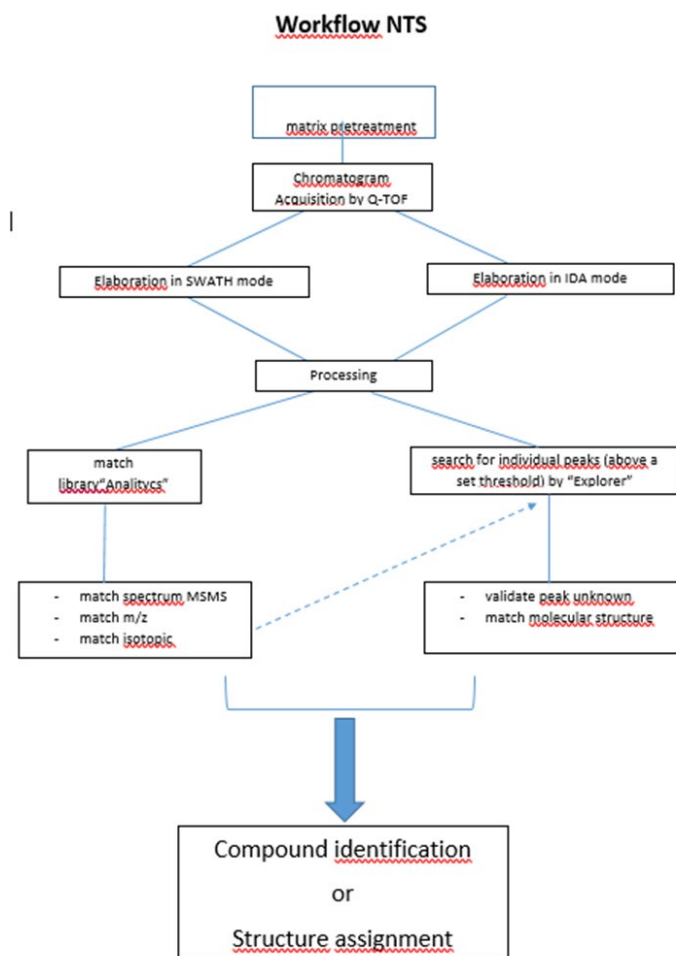 Workflow NTS
matrix pretreatment
Chromatogram
Acquisition by Q-TOF
Elaboration in SWATH mode
Elaboration in IDA mode
Processing
match
library"Analitycs"
search for individual peaks (above a
set threshold) by "Explorer"
- match spectrum MSMS
- match m/z
- match isotopic
- validate peak unknown
- match molecular structure
Compound identification
or
Structure assignment